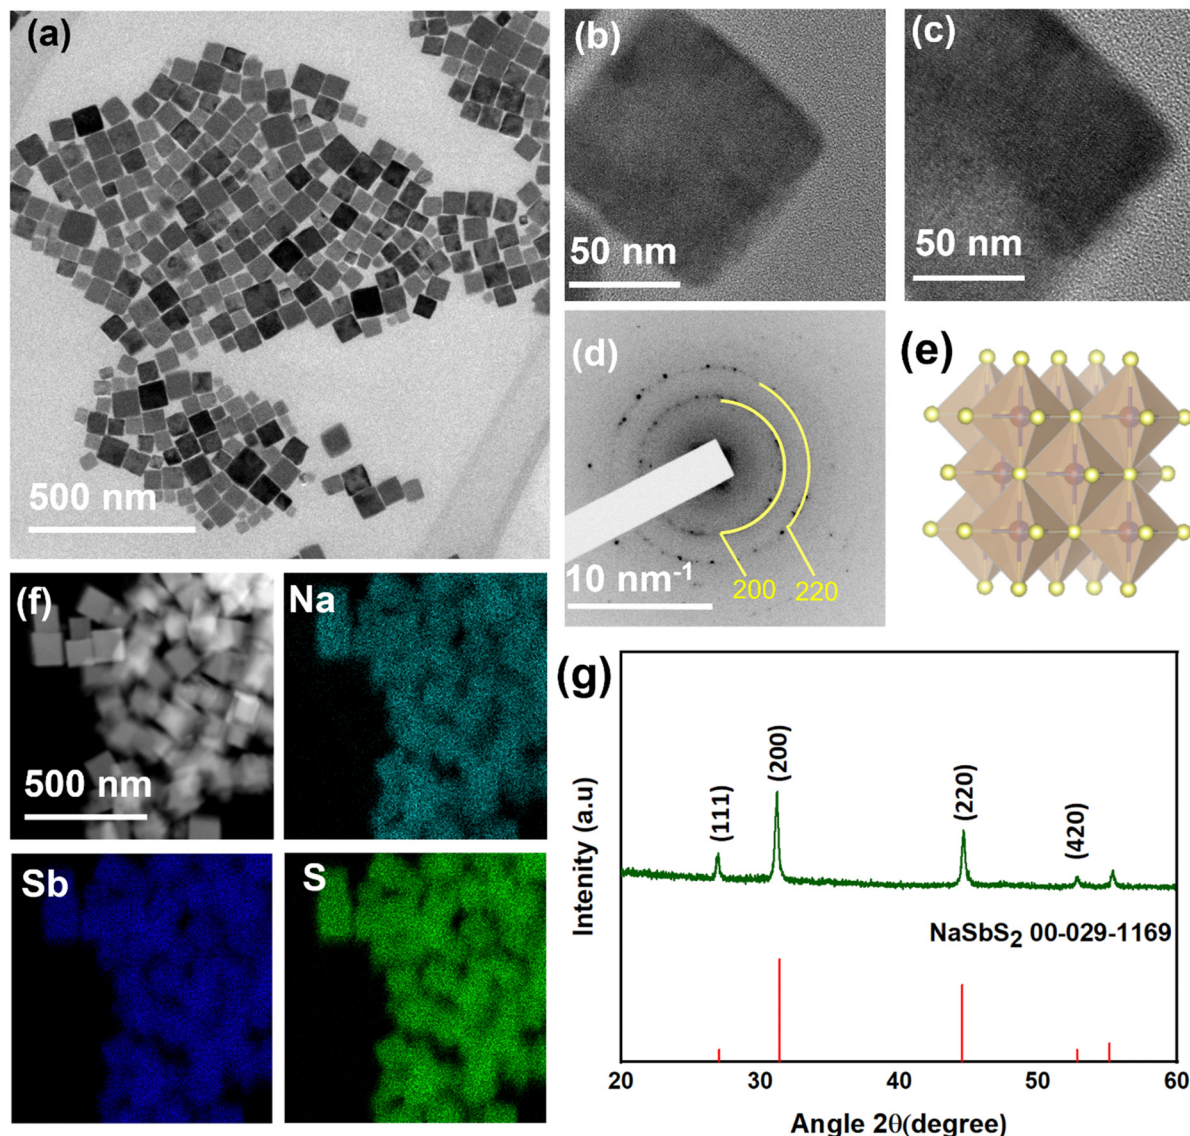 (a)
500 nm
(b)
50 nm
(c)
50 nm
(d)
10 nm⁻¹
200
220
(e)
(f)
500 nm
Na
Sb
S
(g)
Intenity (a.u)
(111)
(200)
(220)
(420)
NaSbS₂ 00-029-1169
20
30
40
50
60
Angle 2θ(degree)